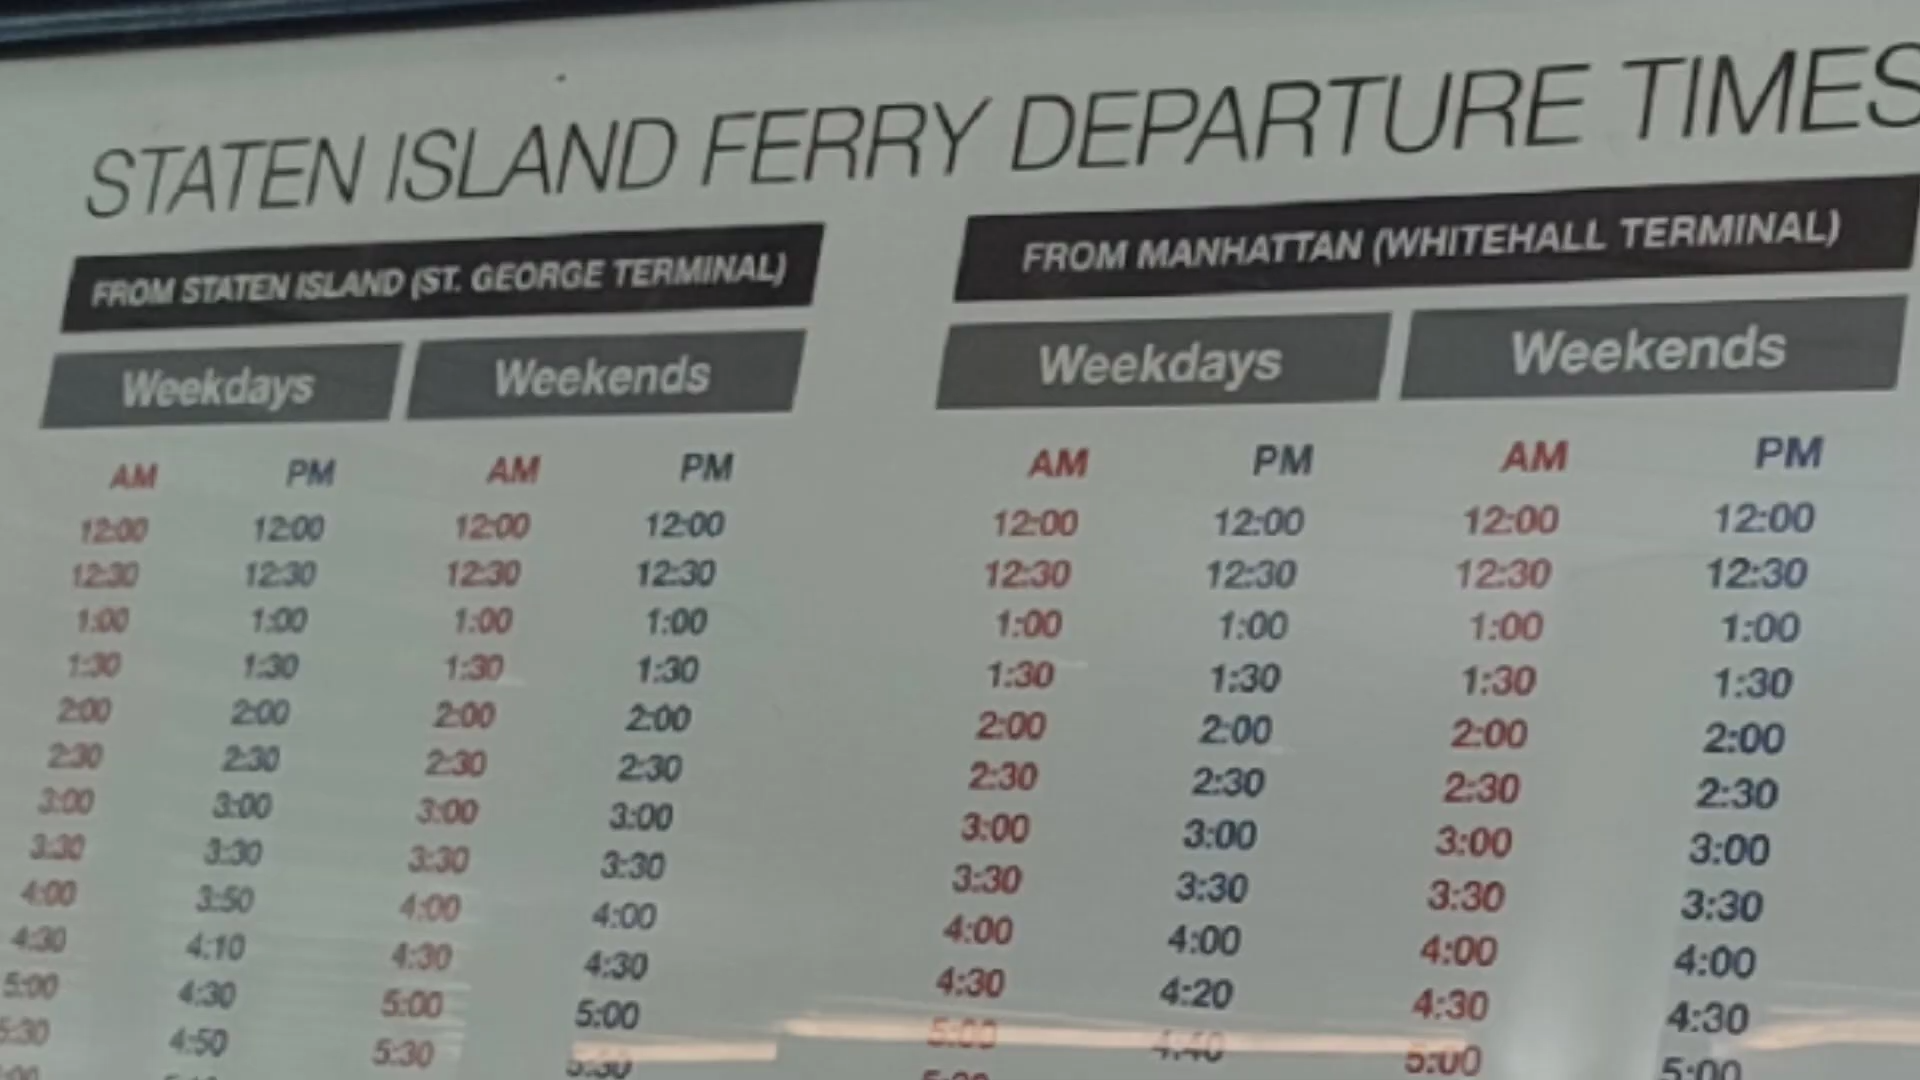 STATEN ISLAND FERRY DEPARTURE TIMES
FROM STATEN ISLAND (ST. GEORGE TERMINAL) FROM MANHATTAN (WHITEHALL TERMINAL)
Weekdays Weekends Weekdays Weekends
AM PM AM PM AM PM AM PM
12:00 12:00 12:00 12:00 12:00 12:00 12:00 12:00
12:30 12:30 12:30 12:30 12:30 12:30 12:30 12:30
1:00 1:00 1:00 1:00 1:00 1:00 1:00 1:00
1:30 1:30 1:30 1:30 1:30 1:30 1:30 1:30
2:00 2:00 2:00 2:00 2:00 2:00 2:00 2:00
2:30 2:30 2:30 2:30 2:30 2:30 2:30 2:30
3:00 3:00 3:00 3:00 3:00 3:00 3:00 3:00
3:30 3:30 3:30 3:30 3:30 3:30 3:30 3:30
4:00 3:50 4:00 4:00 4:00 4:00 4:00 4:00
4:30 4:10 4:30 4:30 4:30 4:20 4:30 4:30
5:00 4:30 5:00 5:00 5:00 4:40 5:00 5:00
5:30 4:50 5:30 5:30